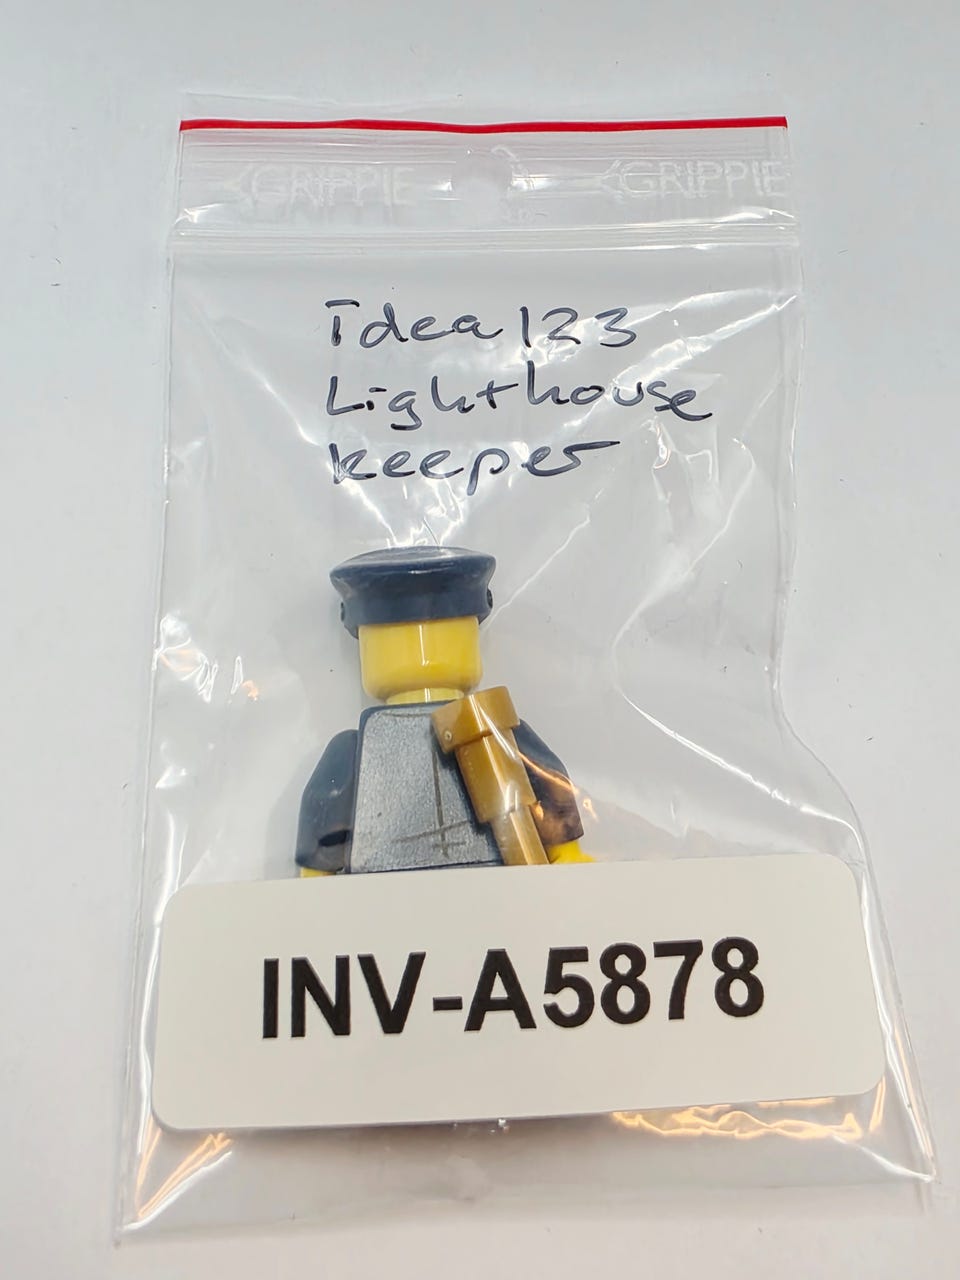 GRIPPIE GRIPPIE
idea 123
Lighthouse
keeper
INV-A5878